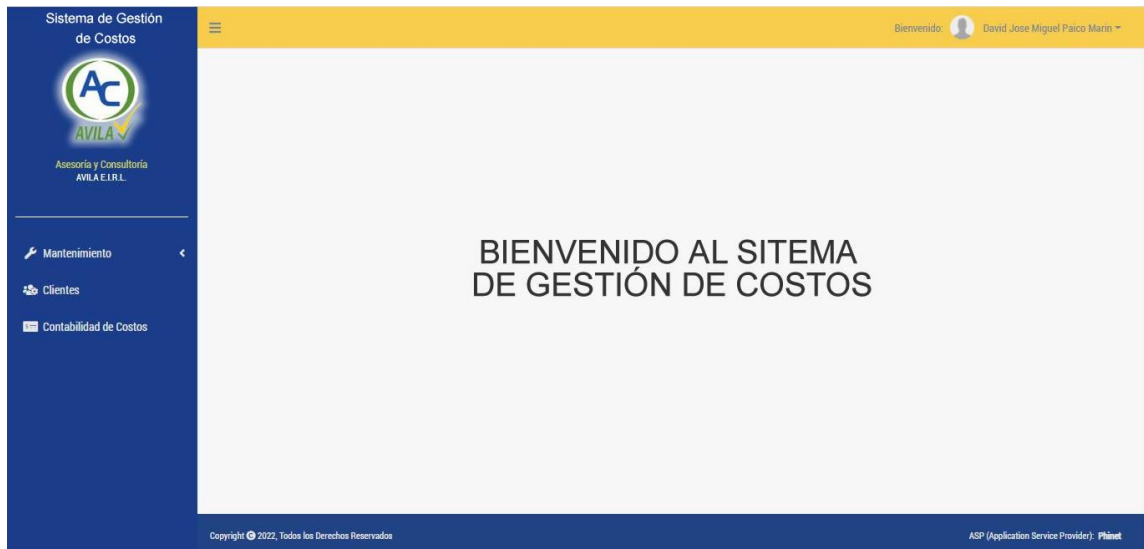 Sistema de Gestión
de Costos
AC
AVILA
Asesoría y Consultoría
AVILA E.I.R.L.
Mantenimiento
Clientes
Contabilidad de Costos
Bienvenido: David Jose Miguel Paico Marin
BIENVENIDO AL SITEMA
DE GESTIÓN DE COSTOS
Copyright © 2022, Todos los Derechos Reservados
ASP (Application Service Provider): Phinet